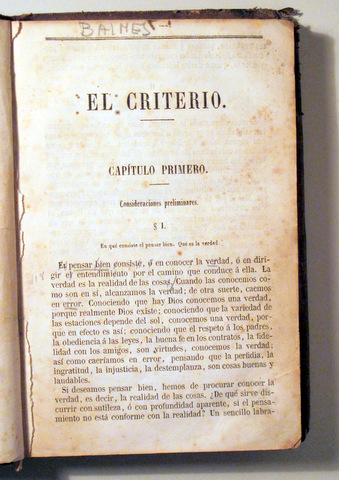 BALMES
EL CRITERIO.
CAPÍTULO PRIMERO.
Consideraciones preliminares.
§ I.
En qué consiste el pensar bien. Qué es la verdad.
El pensar bien consiste, ó en conocer la verdad, ó en diri-
gir el entendimiento por el camino que conduce á ella. La
verdad es la realidad de las cosas. Cuando las conocemos co-
mo son en sí, alcanzamos la verdad; de otra suerte, caemos
en error. Conociendo que hay Dios conocemos una verdad,
porque realmente Dios existe; conociendo que la variedad de
las estaciones depende del sol, conocemos una verdad, por-
que en efecto es así; conociendo que el respeto á los padres,
la obediencia á las leyes, la buena fe en los contratos, la fide-
lidad con los amigos, son virtudes, conocemos la verdad;
así como caeríamos en error, pensando que la perfidia, la
ingratitud, la injusticia, la destemplanza, son cosas buenas y
laudables.
Si deseamos pensar bien, hemos de procurar conocer la
verdad, es decir, la realidad de las cosas. ¿De qué sirve dis-
currir con sutileza, ó con profundidad aparente, si el pensa-
miento no está conforme con la realidad? Un sencillo labra-